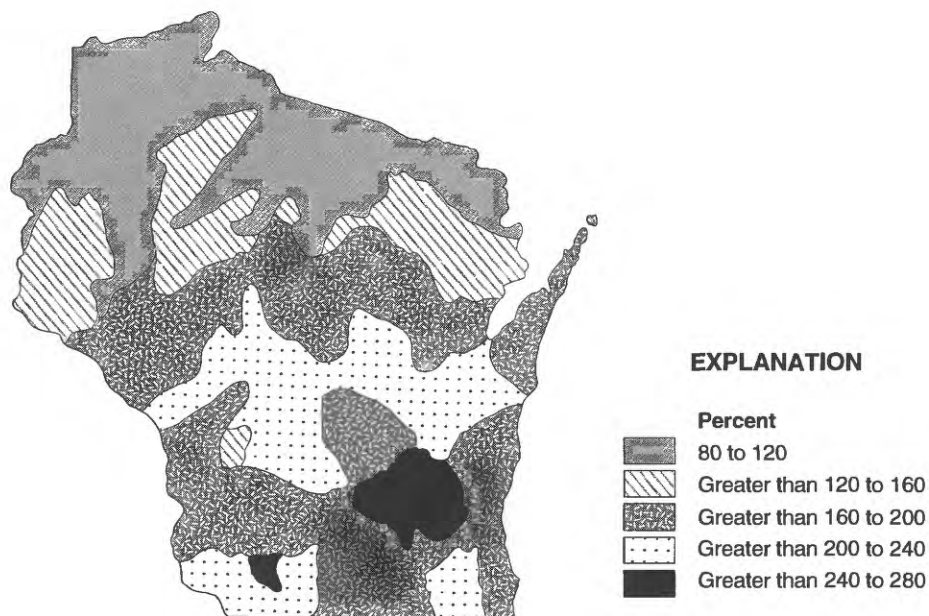 EXPLANATION
Percent
80 to 120
Greater than 120 to 160
Greater than 160 to 200
Greater than 200 to 240
Greater than 240 to 280